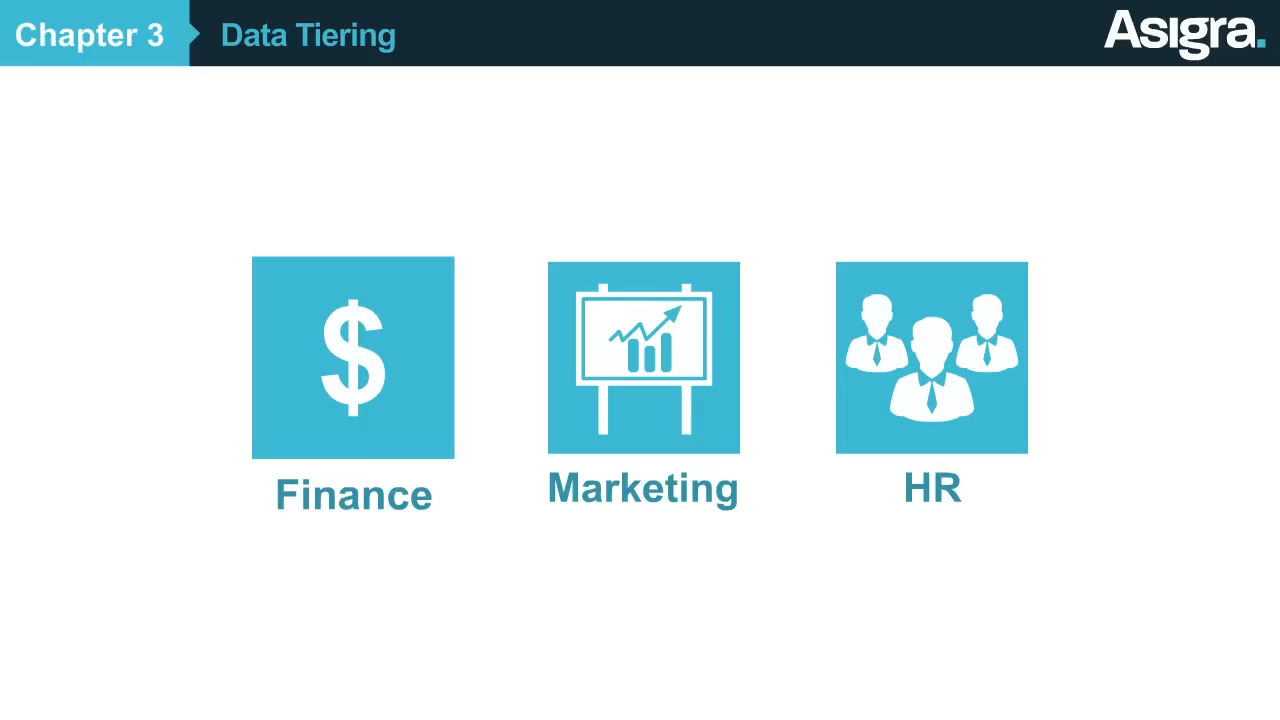 Chapter 3
Data Tiering
Asigra.
$
Finance
Marketing
HR